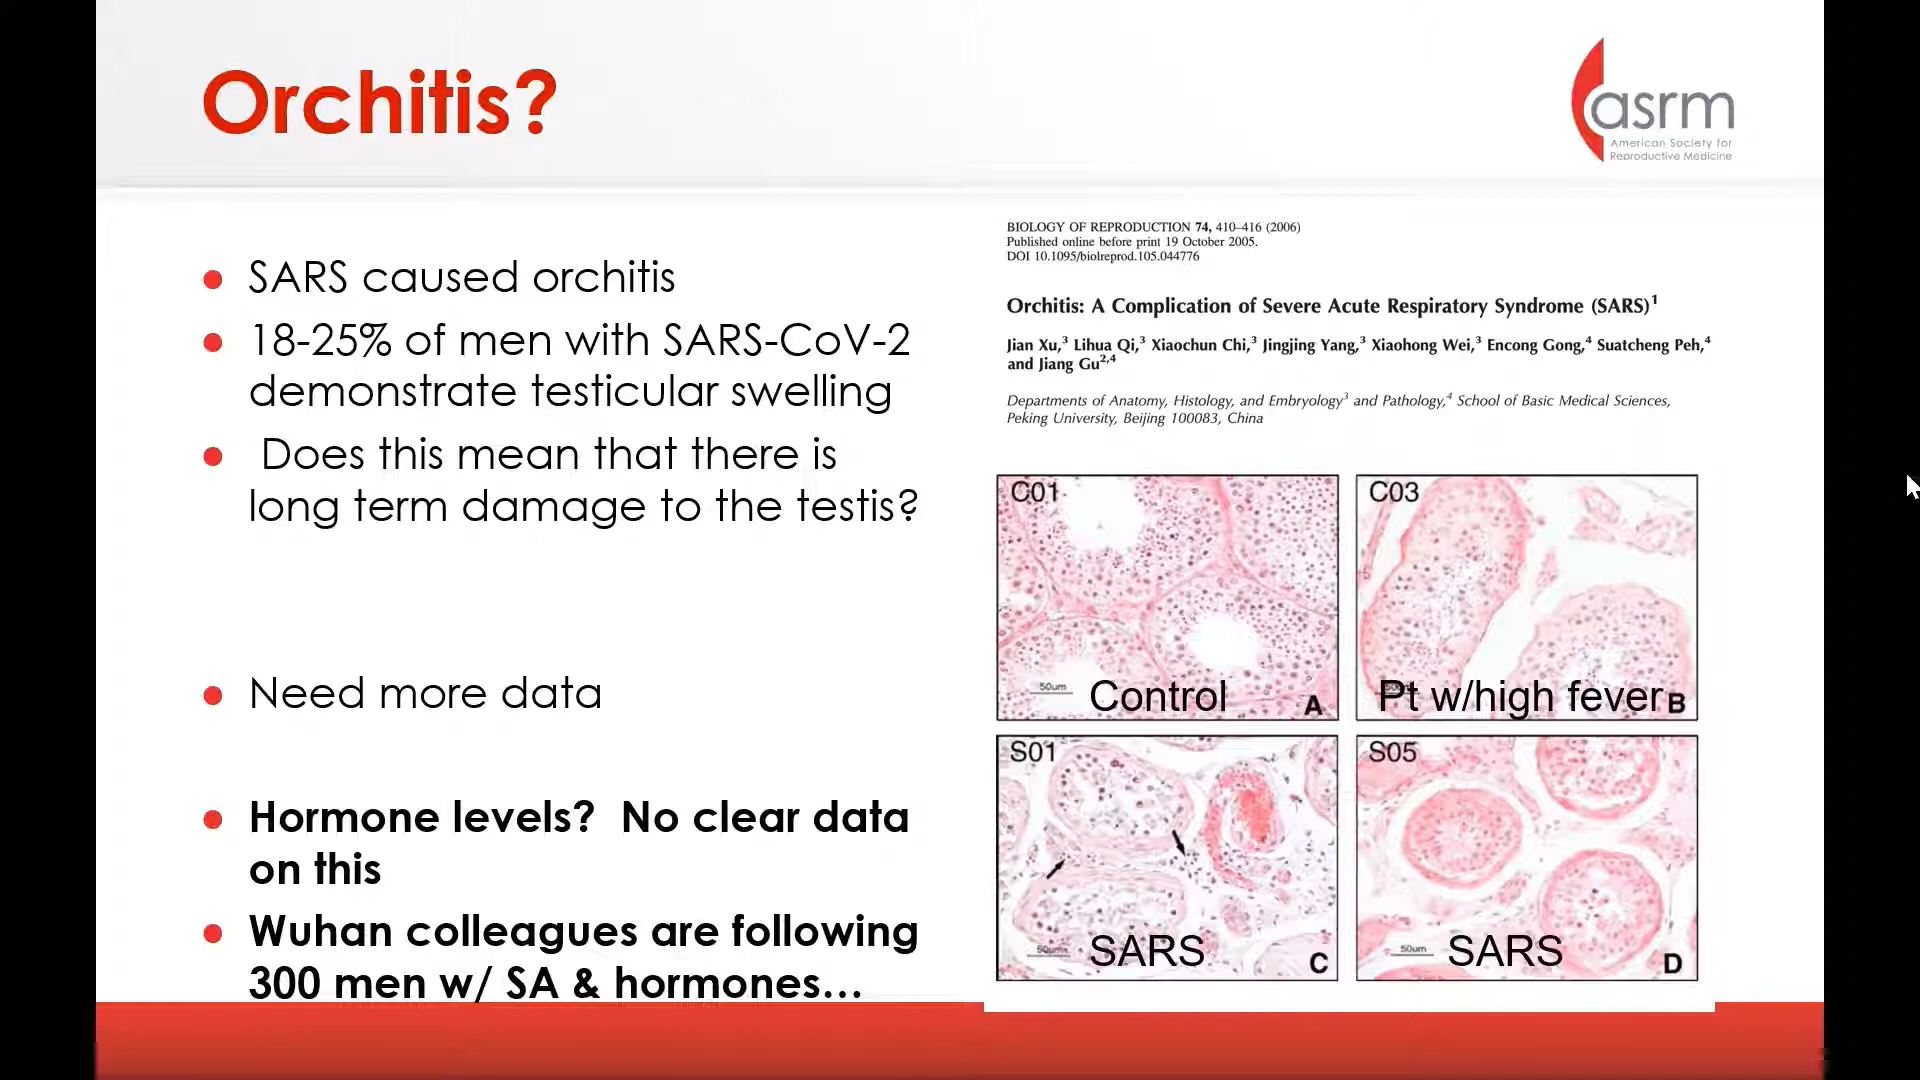 Orchitis?
asrm
American Society for
Reproductive Medicine
SARS caused orchitis
18-25% of men with SARS-CoV-2
demonstrate testicular swelling
Does this mean that there is
long term damage to the testis?
Need more data
Hormone levels? No clear data
on this
Wuhan colleagues are following
300 men w/ SA & hormones...
BIOLOGY OF REPRODUCTION 74, 410–416 (2006)
Published online before print 19 October 2005.
DOI 10.1095/biolreprod.105.044776
Orchitis: A Complication of Severe Acute Respiratory Syndrome (SARS)1
Jian Xu,3 Lihua Qi,3 Xiaochun Chi,3 Jingjing Yang,3 Xiaohong Wei,3 Encong Gong,4 Suatcheng Peh,4
and Jiang Gu2,4
Departments of Anatomy, Histology, and Embryology3 and Pathology,4 School of Basic Medical Sciences,
Peking University, Beijing 100083, China
C01
50um
Control
A
C03
Pt w/high fever
B
S01
50um
SARS
C
S05
50um
SARS
D